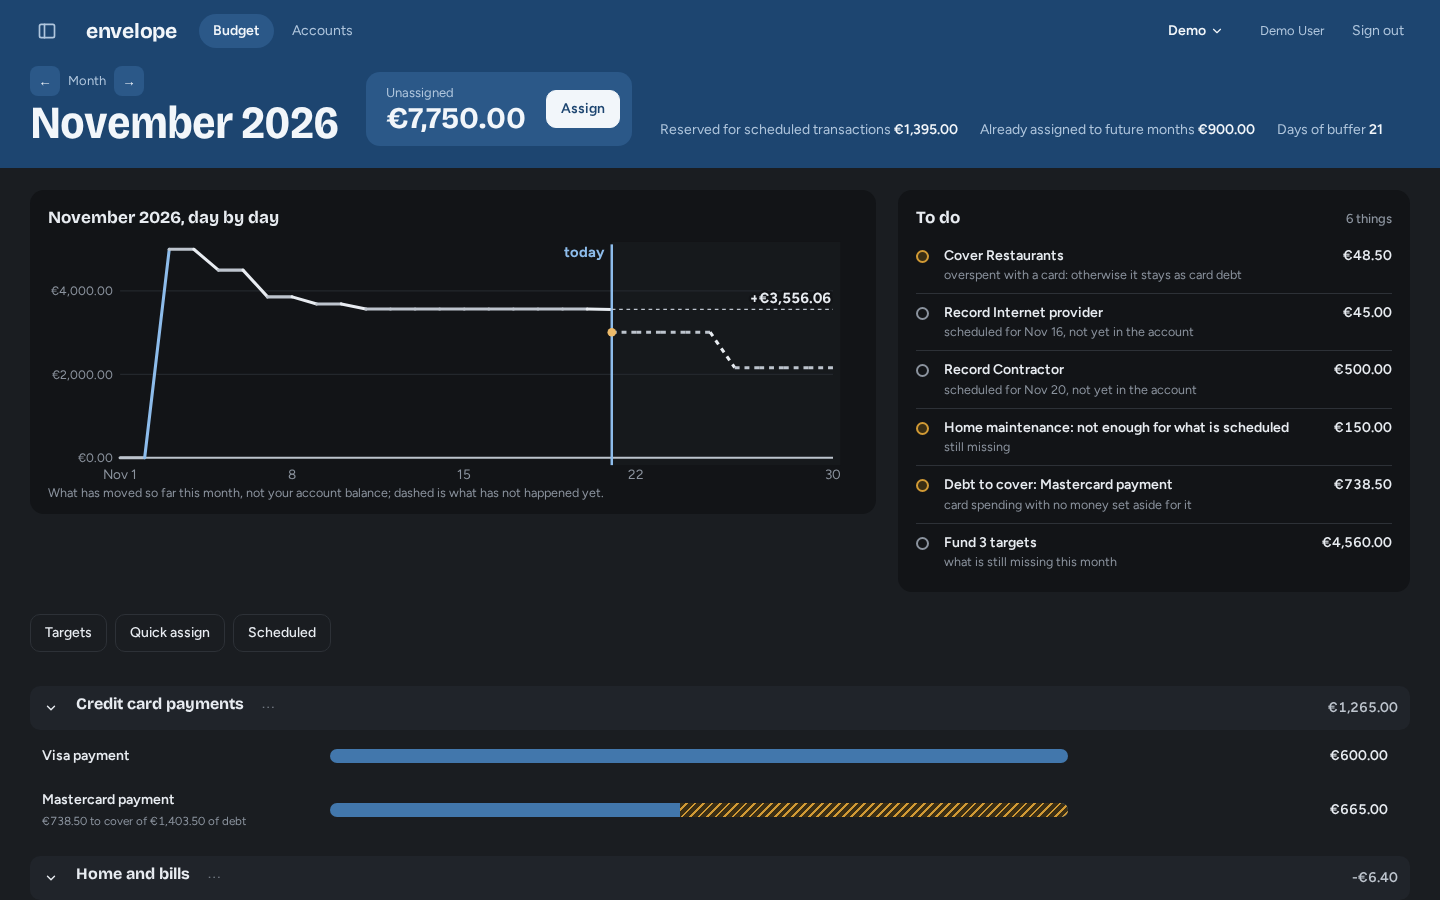 envelope
Budget
Accounts
Demo
Demo User
Sign out
← Month →
November 2026
Unassigned
€7,750.00
Assign
Reserved for scheduled transactions €1,395.00
Already assigned to future months €900.00
Days of buffer 21
November 2026, day by day
today
€4,000.00
+€3,556.06
€2,000.00
€0.00
Nov 1 8 15 22 30
What has moved so far this month, not your account balance; dashed is what has not happened yet.
To do
6 things
Cover Restaurants €48.50
overspent with a card: otherwise it stays as card debt
Record Internet provider €45.00
scheduled for Nov 16, not yet in the account
Record Contractor €500.00
scheduled for Nov 20, not yet in the account
Home maintenance: not enough for what is scheduled €150.00
still missing
Debt to cover: Mastercard payment €738.50
card spending with no money set aside for it
Fund 3 targets €4,560.00
what is still missing this month
Targets
Quick assign
Scheduled
Credit card payments ... €1,265.00
Visa payment €600.00
Mastercard payment €665.00
€738.50 to cover of €1,403.50 of debt
Home and bills ... -€6.40